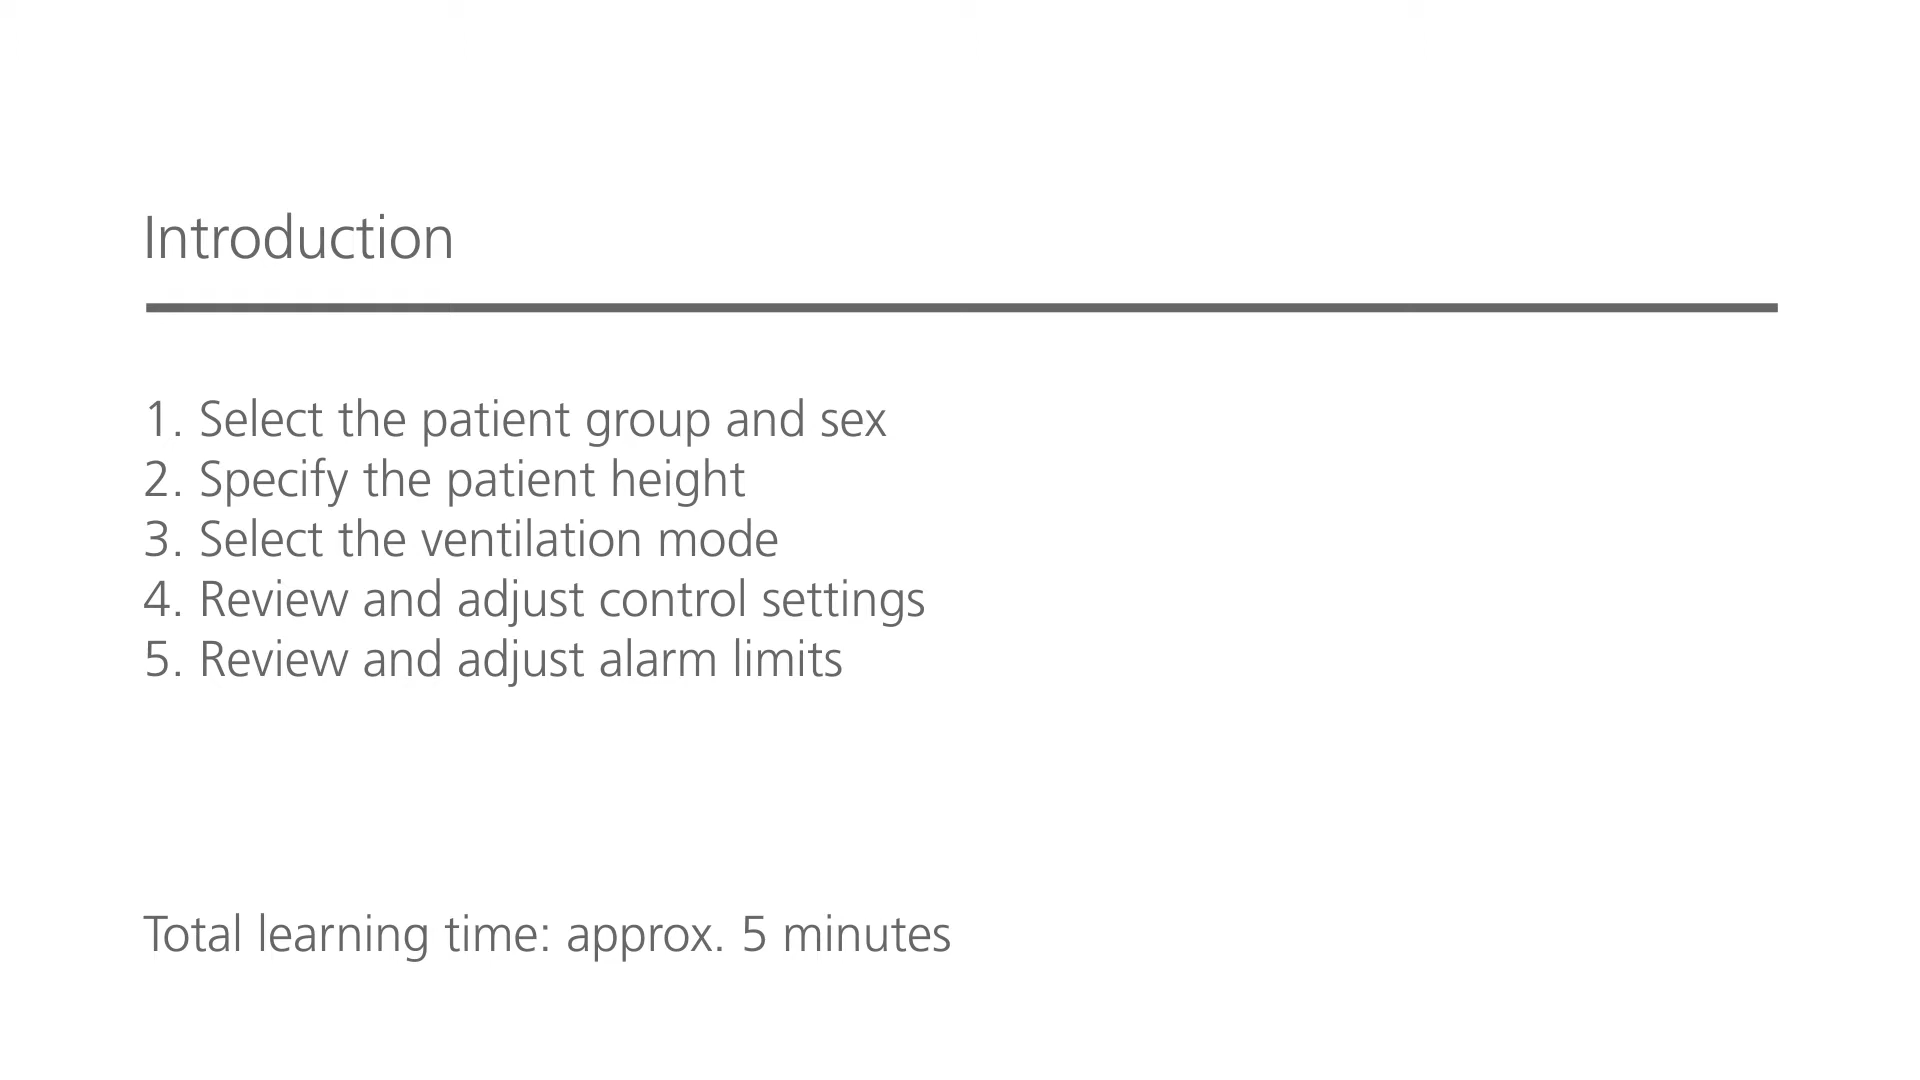 Introduction
1. Select the patient group and sex
2. Specify the patient height
3. Select the ventilation mode
4. Review and adjust control settings
5. Review and adjust alarm limits
Total learning time: approx. 5 minutes